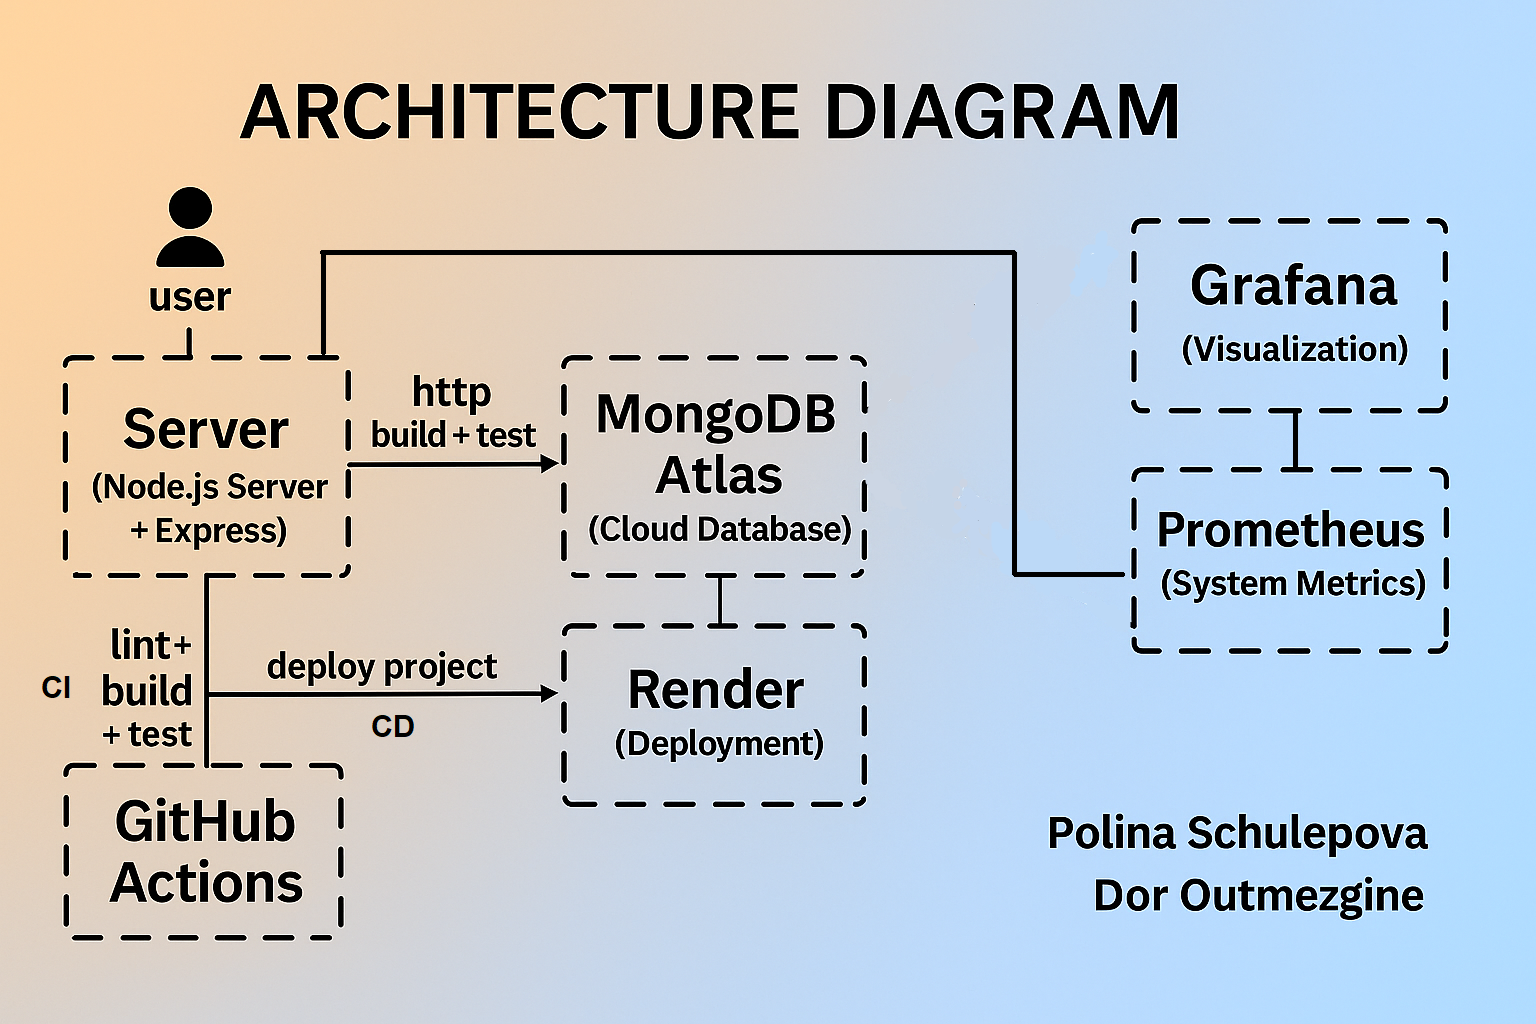 ARCHITECTURE DIAGRAM
user
Server
(Node.js Server
+ Express)
http
build + test
MongoDB
Atlas
(Cloud Database)
Grafana
(Visualization)
Prometheus
(System Metrics)
CI
lint+
build
+ test
deploy project
CD
Render
(Deployment)
GitHub
Actions
Polina Schulepova
Dor Outmezgine